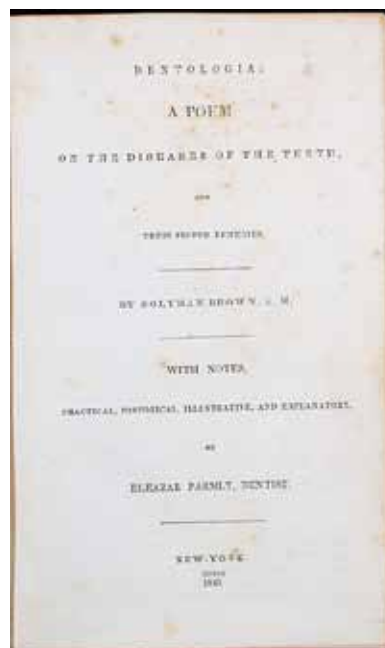 DENTOLOGIA:
A POEM
ON THE DISEASES OF THE TEETH,
AND
THEIR PROPER REMEDIES.
BY SOLYMAN BROWN, A. M.
WITH NOTES,
PRACTICAL, HISTORICAL, ILLUSTRATIVE, AND EXPLANATORY,
BY
ELEAZAR PARMLY, DENTIST.
NEW-YORK